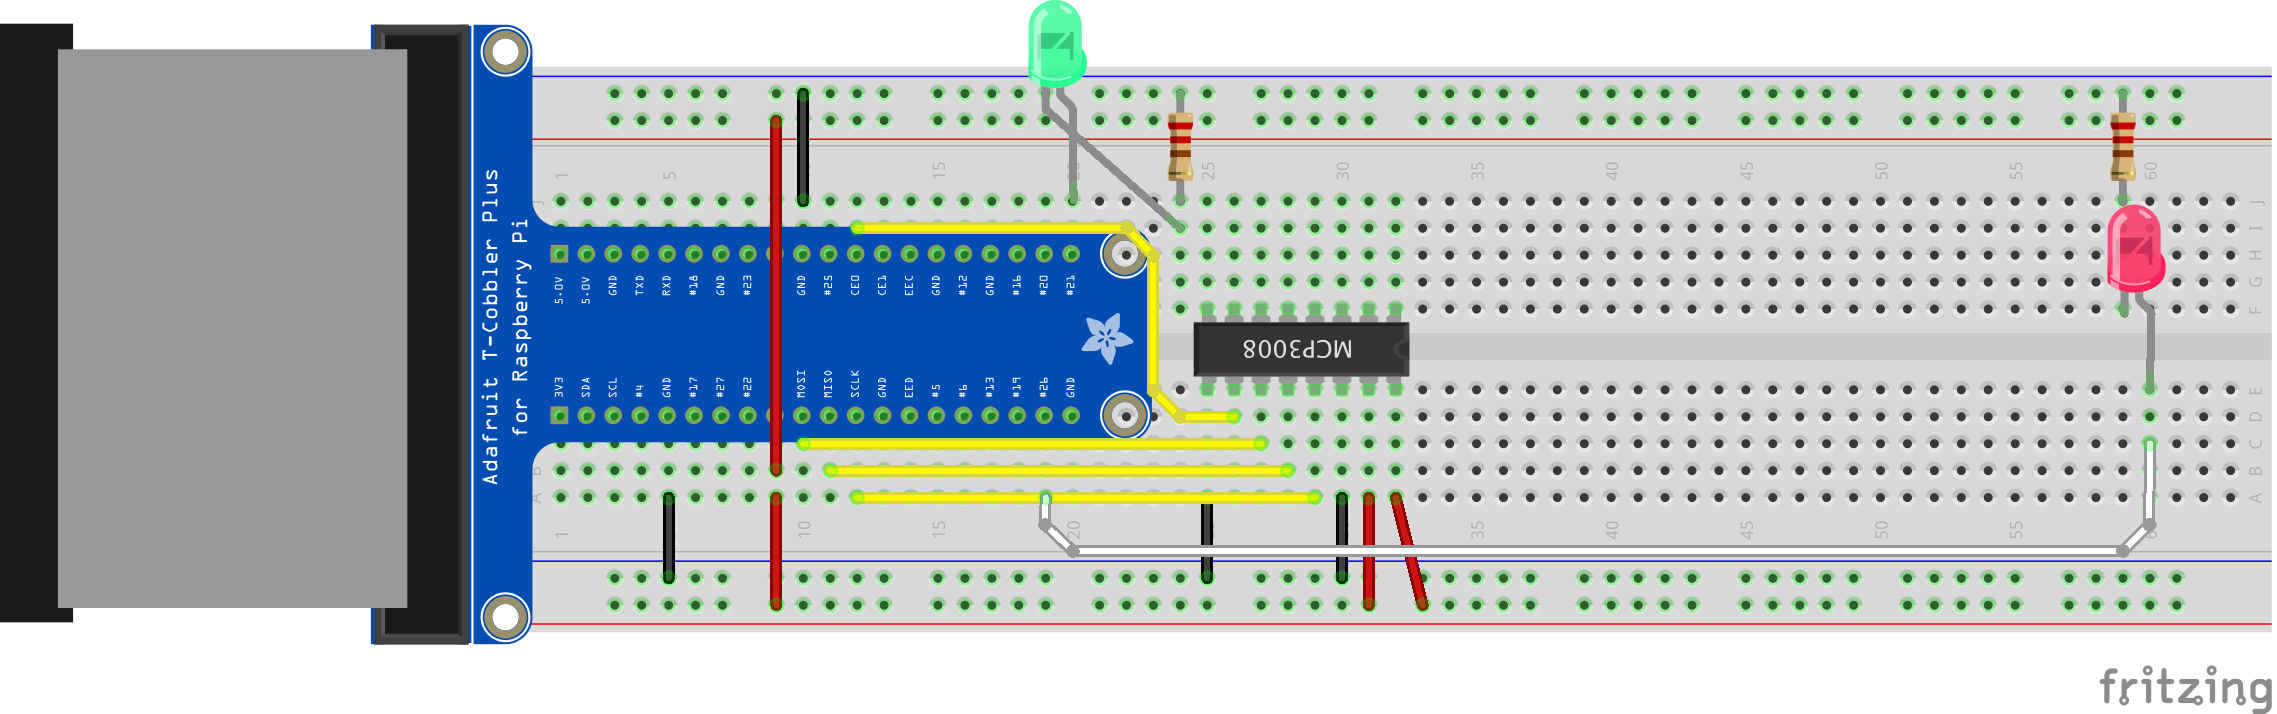 Adafruit T-Cobbler Plus
for Raspberry Pi
1 5 15 20 25 30 35 40 45 50 55 60
J J
I
H
G
F
5.0V 5.0V GND TXD RXD #18 GND #23 GND #25 CE0 CE1 EEC GND #12 GND #16 #20 #21
MCP3008
3V3 SDA SCL #4 GND #17 #27 #22 MOSI MISO SCLK GND EED #5 #6 #13 #19 #26 GND
E
D
C
B B
A A
1 10 15 20 35 40 45 50 55 60
fritzing